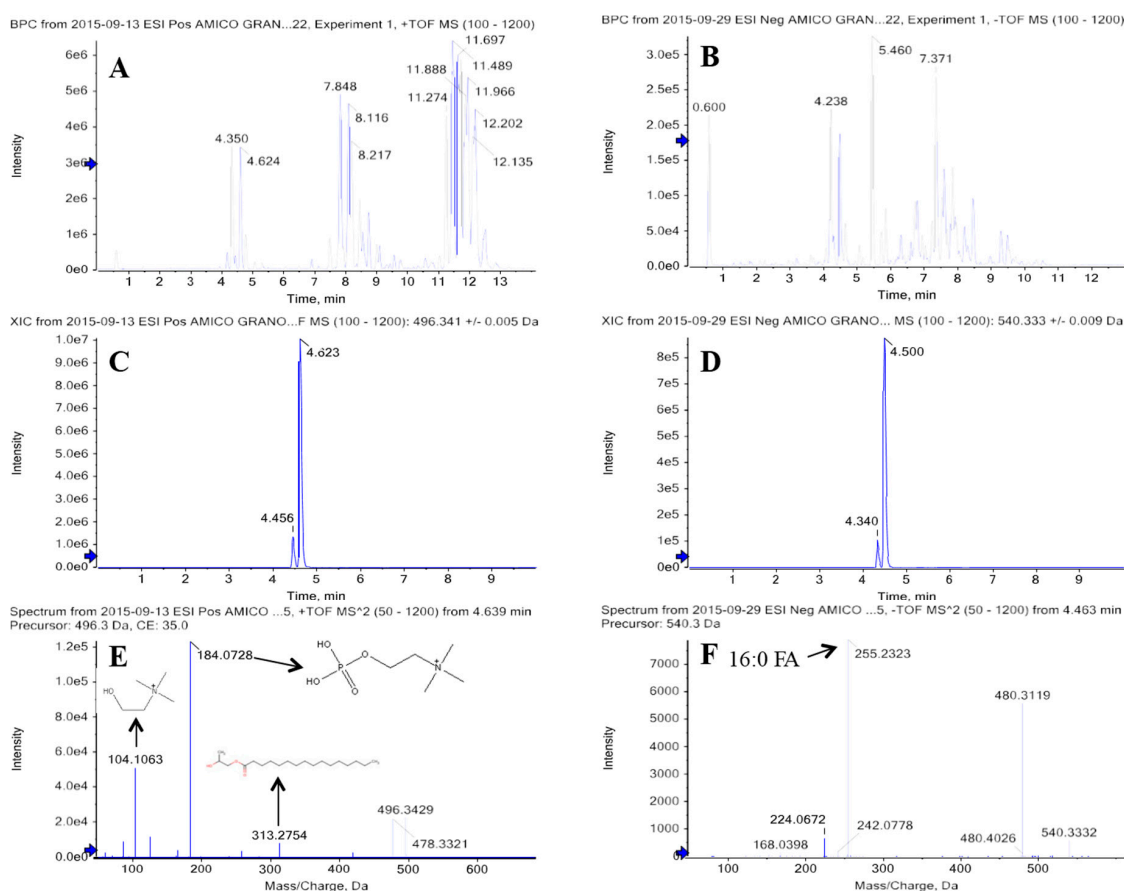 BPC from 2015-09-13 ESI Pos AMICO GRAN...22, Experiment 1, +TOF MS (100 - 1200)
A
Intensity
6e6
5e6
4e6
3e6
2e6
1e6
0e0
4.350
4.624
7.848
8.116
8.217
11.697
11.888
11.489
11.966
11.274
12.202
12.135
1 2 3 4 5 6 7 8 9 10 11 12 13
Time, min
BPC from 2015-09-29 ESI Neg AMICO GRAN...22, Experiment 1, -TOF MS (100 - 1200)
B
Intensity
3.0e5
2.5e5
2.0e5
1.5e5
1.0e5
5.0e4
0.0e0
0.600
4.238
5.460
7.371
1 2 3 4 5 6 7 8 9 10 11 12
Time, min
XIC from 2015-09-13 ESI Pos AMICO GRANO...F MS (100 - 1200): 496.341 +/- 0.005 Da
C
Intensity
1.0e7
9.0e6
8.0e6
7.0e6
6.0e6
5.0e6
4.0e6
3.0e6
2.0e6
1.0e6
0.0e0
4.623
4.456
1 2 3 4 5 6 7 8 9
Time, min
XIC from 2015-09-29 ESI Neg AMICO GRANO... MS (100 - 1200): 540.333 +/- 0.009 Da
D
Intensity
8e5
7e5
6e5
5e5
4e5
3e5
2e5
1e5
0e0
4.500
4.340
1 2 3 4 5 6 7 8 9
Time, min
Spectrum from 2015-09-13 ESI Pos AMICO ...5, +TOF MS^2 (50 - 1200) from 4.639 min
Precursor: 496.3 Da, CE: 35.0
E
Intensity
1.2e5
1.0e5
8.0e4
6.0e4
4.0e4
2.0e4
0.0e0
184.0728
HO
HO
P
O
O
N
+
HO
N
+
104.1063
313.2754
496.3429
478.3321
100 200 300 400 500 600
Mass/Charge, Da
Spectrum from 2015-09-29 ESI Neg AMICO ...5, -TOF MS^2 (50 - 1200) from 4.463 min
Precursor: 540.3 Da
F
Intensity
7000
6000
5000
4000
3000
2000
1000
0
16:0 FA
255.2323
480.3119
224.0672
242.0778
168.0398
480.4026
540.3332
100 200 300 400 500
Mass/Charge, Da